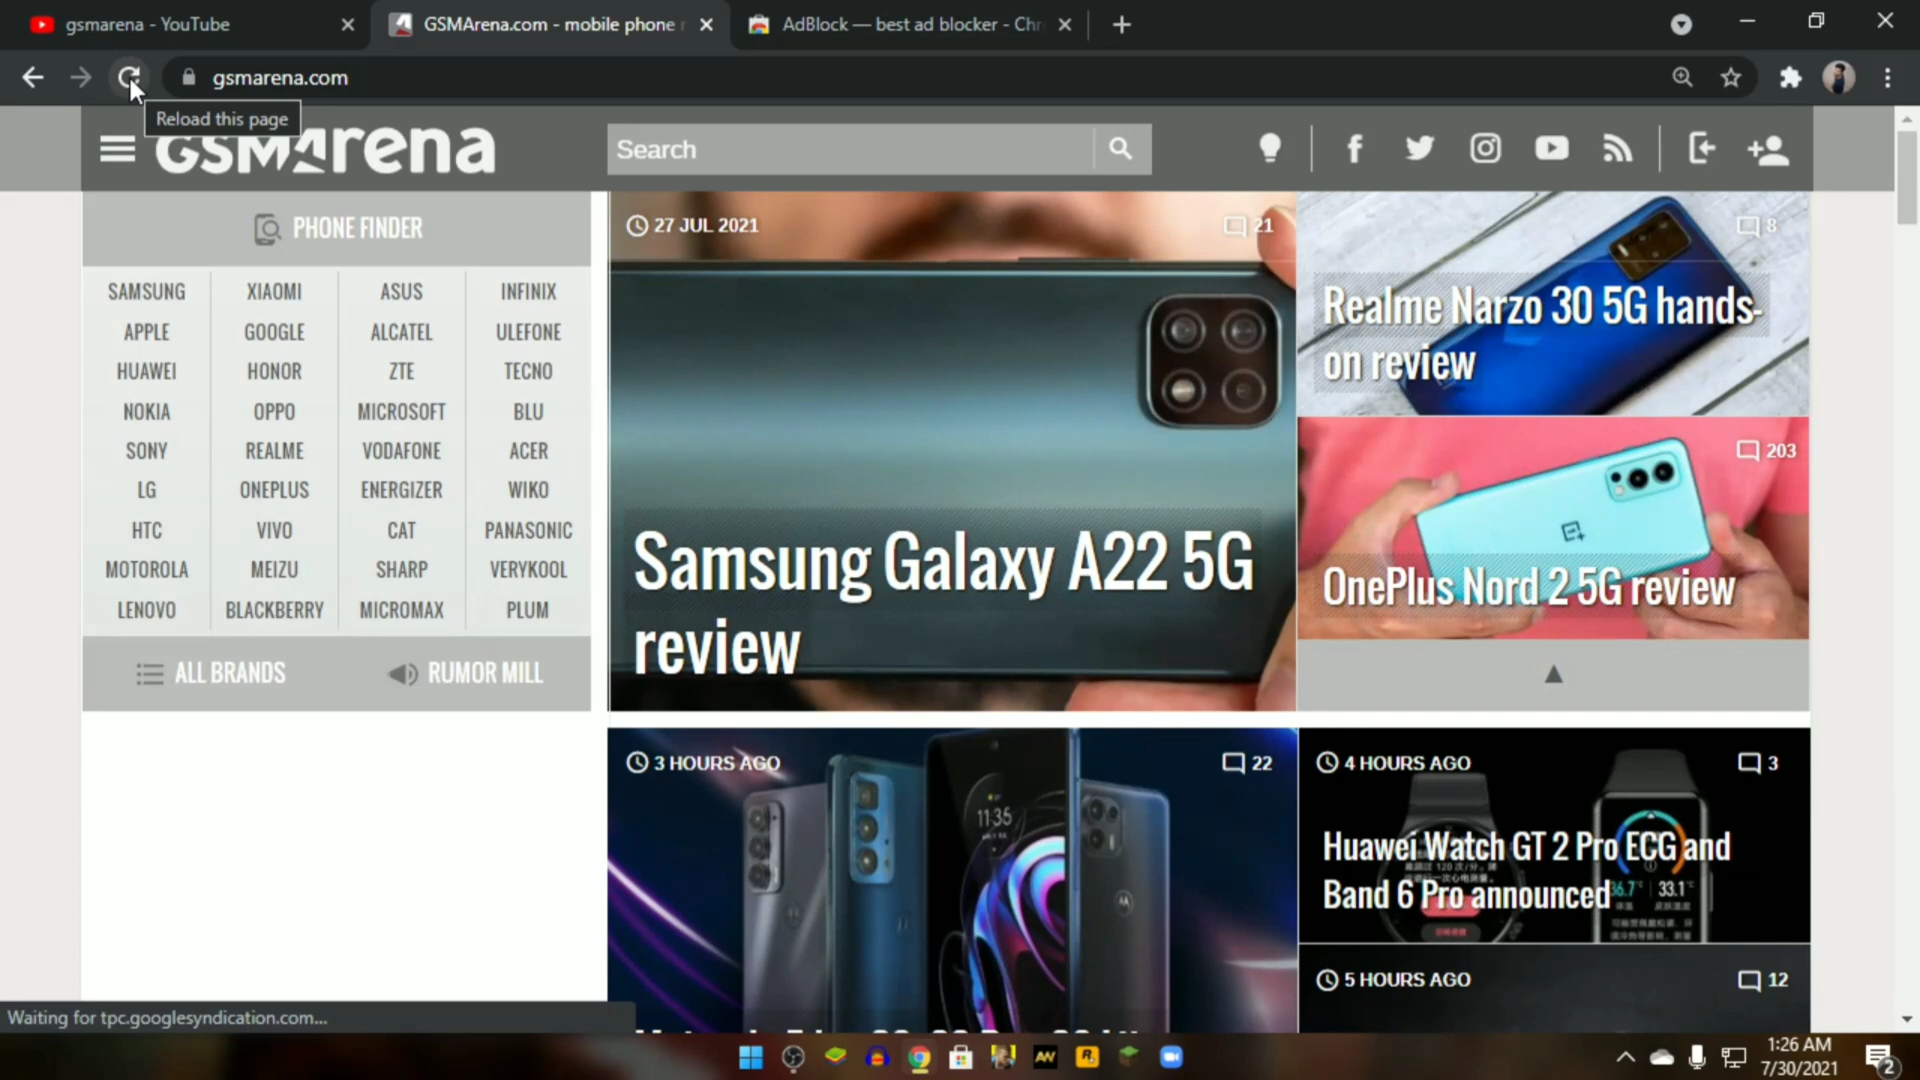 gsmarena - YouTube
GSMArena.com - mobile phone r
AdBlock — best ad blocker - Chr
gsmarena.com
Reload this page
GSMArena
Search
PHONE FINDER
SAMSUNG XIAOMI ASUS INFINIX
APPLE GOOGLE ALCATEL ULEFONE
HUAWEI HONOR ZTE TECNO
NOKIA OPPO MICROSOFT BLU
SONY REALME VODAFONE ACER
LG ONEPLUS ENERGIZER WIKO
HTC VIVO CAT PANASONIC
MOTOROLA MEIZU SHARP VERYKOOL
LENOVO BLACKBERRY MICROMAX PLUM
ALL BRANDS RUMOR MILL
27 JUL 2021 21
Samsung Galaxy A22 5G
review
8
Realme Narzo 30 5G hands-
on review
203
OnePlus Nord 2 5G review
3 HOURS AGO 22
11:35
4 HOURS AGO 3
Huawei Watch GT 2 Pro ECG and
Band 6 Pro announced
36.7 33.1
5 HOURS AGO 12
Waiting for tpc.googlesyndication.com...
AW
R
1:26 AM
7/30/2021
2